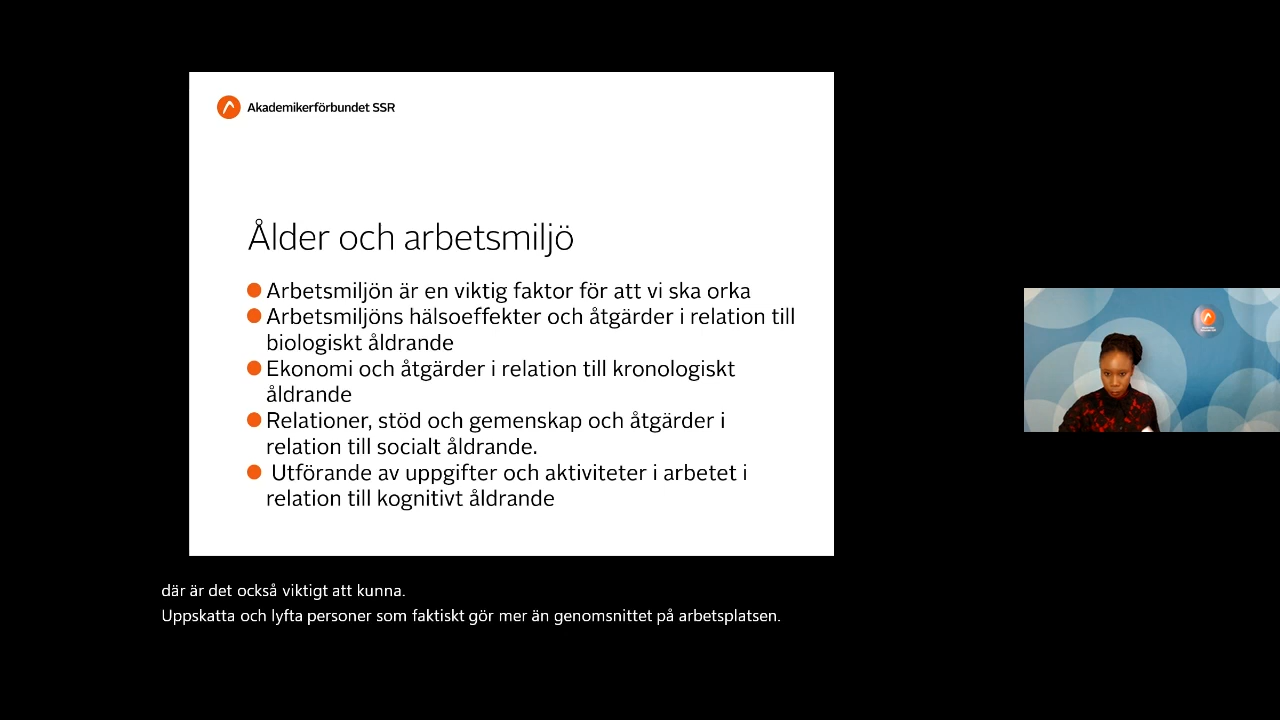 Akademikerförbundet SSR
Ålder och arbetsmiljö
Arbetsmiljön är en viktig faktor för att vi ska orka
Arbetsmiljöns hälsoeffekter och åtgärder i relation till
biologiskt åldrande
Ekonomi och åtgärder i relation till kronologiskt
åldrande
Relationer, stöd och gemenskap och åtgärder i
relation till socialt åldrande.
Utförande av uppgifter och aktiviteter i arbetet i
relation till kognitivt åldrande
där är det också viktigt att kunna.
Uppskatta och lyfta personer som faktiskt gör mer än genomsnittet på arbetsplatsen.